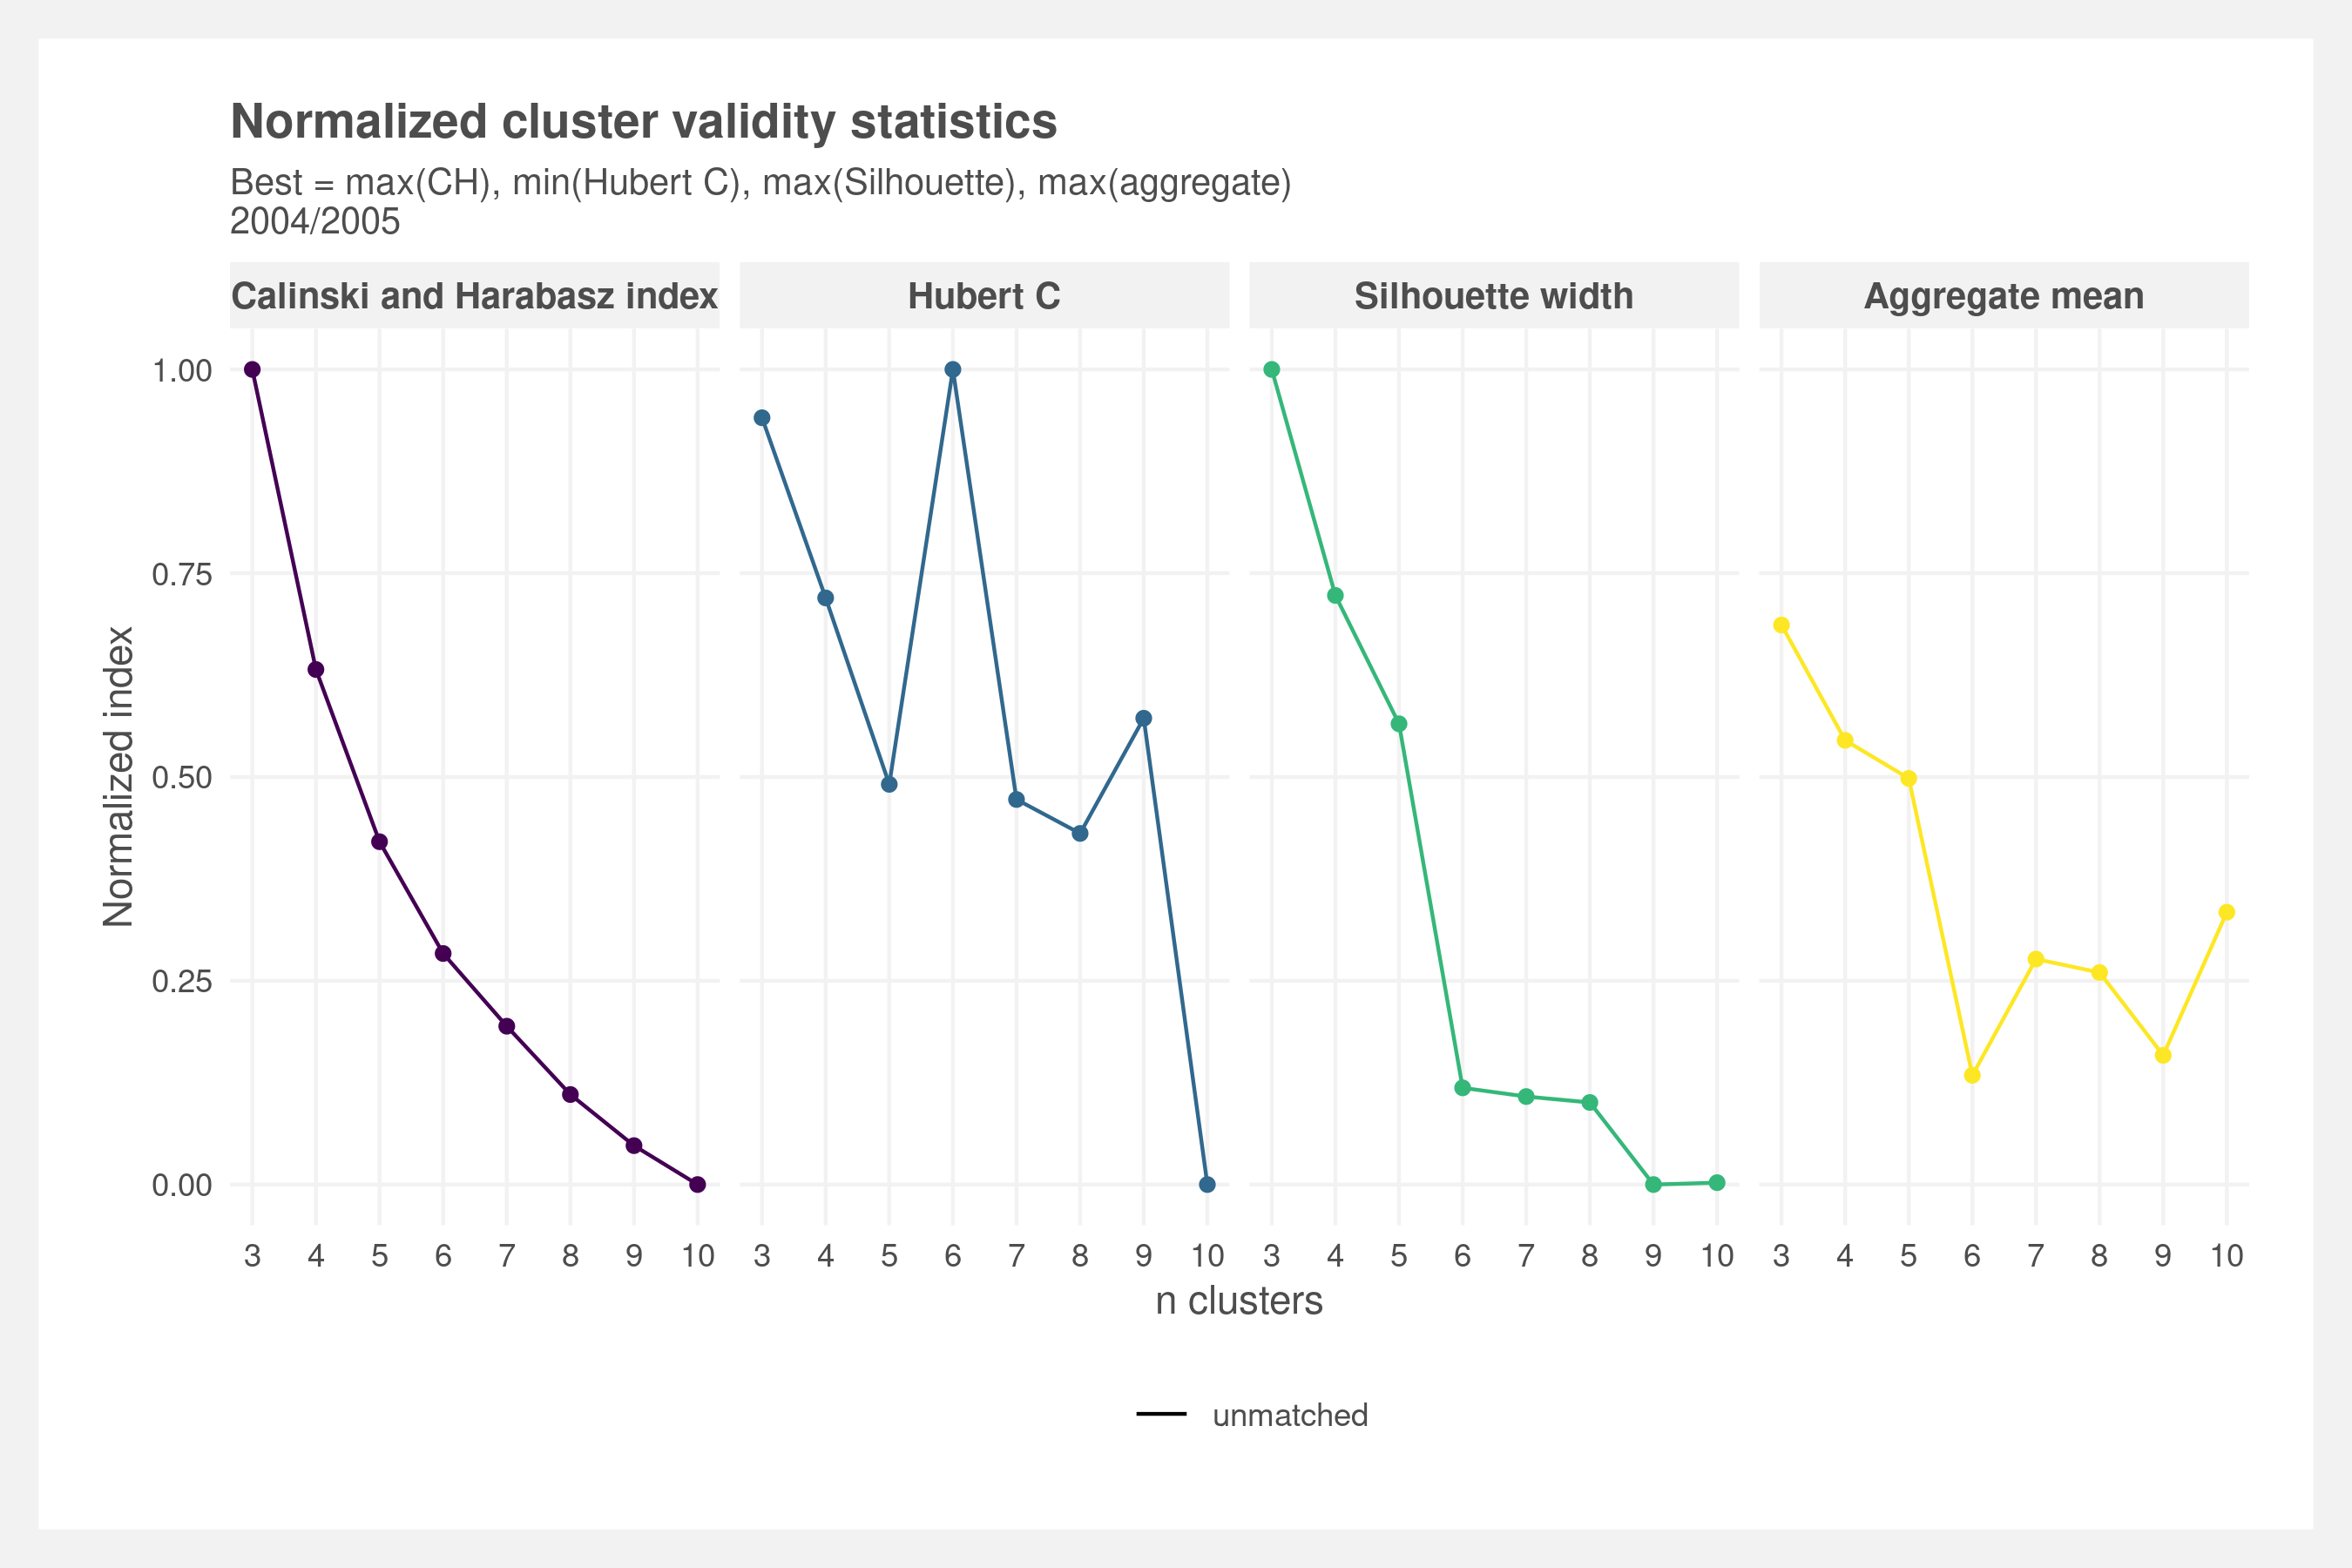 Normalized cluster validity statistics
Best = max(CH), min(Hubert C), max(Silhouette), max(aggregate)
2004/2005
Calinski and Harabasz index
Hubert C
Silhouette width
Aggregate mean
Normalized index
1.00
0.75
0.50
0.25
0.00
3 4 5 6 7 8 9 10
3 4 5 6 7 8 9 10
3 4 5 6 7 8 9 10
3 4 5 6 7 8 9 10
n clusters
unmatched